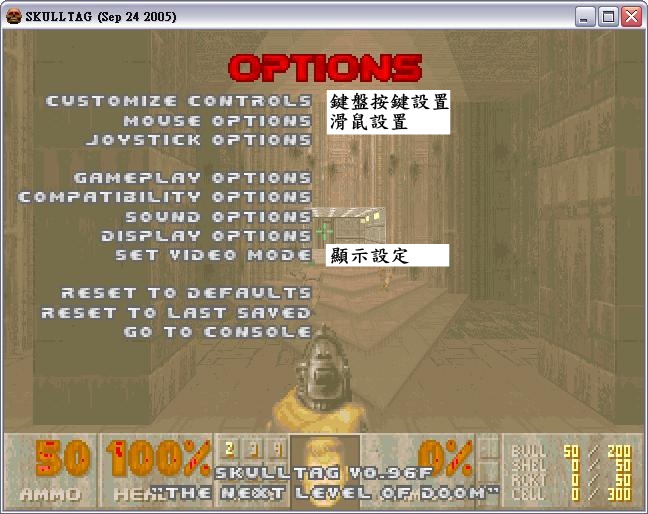 SKULLTAG (Sep 24 2005)
OPTIONS
CUSTOMIZE CONTROLS 鍵盤按鍵設置
MOUSE OPTIONS 滑鼠設置
JOYSTICK OPTIONS
GAMEPLAY OPTIONS
COMPATIBILITY OPTIONS
SOUND OPTIONS
DISPLAY OPTIONS
SET VIDEO MODE 顯示設定
RESET TO DEFAULTS
RESET TO LAST SAVED
GO TO CONSOLE
50 100% 2 3 4 0%
BULL 50 / 200
SHEL 0 / 50
RCKT 0 / 50
CELL 0 / 300
SKULLTAG V0.96F
AMMO
"THE NEXT LEVEL OF DOOM"